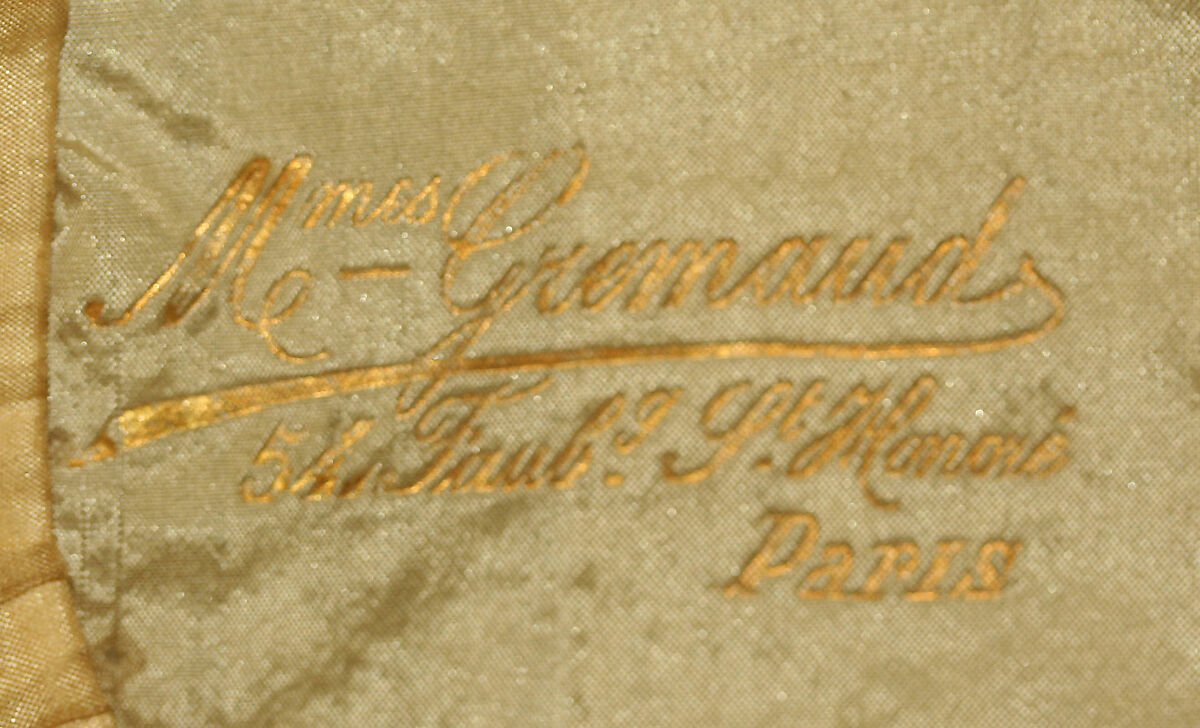 Mmes Gremaud
54, Faubg. St. Honoré
PARIS